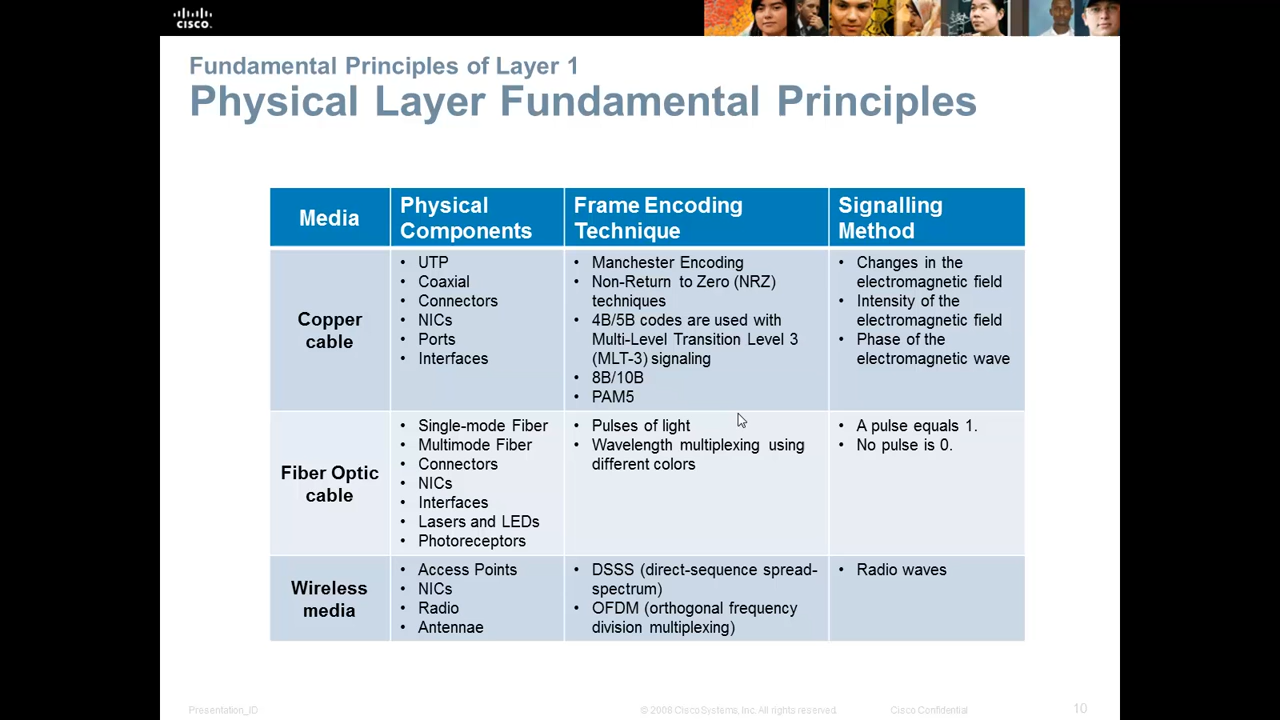 CISCO
Fundamental Principles of Layer 1
Physical Layer Fundamental Principles
Media
Physical
Components
Frame Encoding
Technique
Signalling
Method
Copper
cable
• UTP
• Coaxial
• Connectors
• NICs
• Ports
• Interfaces
• Manchester Encoding
• Non-Return to Zero (NRZ)
techniques
• 4B/5B codes are used with
Multi-Level Transition Level 3
(MLT-3) signaling
• 8B/10B
• PAM5
• Changes in the
electromagnetic field
• Intensity of the
electromagnetic field
• Phase of the
electromagnetic wave
Fiber Optic
cable
• Single-mode Fiber
• Multimode Fiber
• Connectors
• NICs
• Interfaces
• Lasers and LEDs
• Photoreceptors
• Pulses of light
• Wavelength multiplexing using
different colors
• A pulse equals 1.
• No pulse is 0.
Wireless
media
• Access Points
• NICs
• Radio
• Antennae
• DSSS (direct-sequence spread-
spectrum)
• OFDM (orthogonal frequency
division multiplexing)
• Radio waves
Presentation_ID
© 2008 Cisco Systems, Inc. All rights reserved.
Cisco Confidential
10